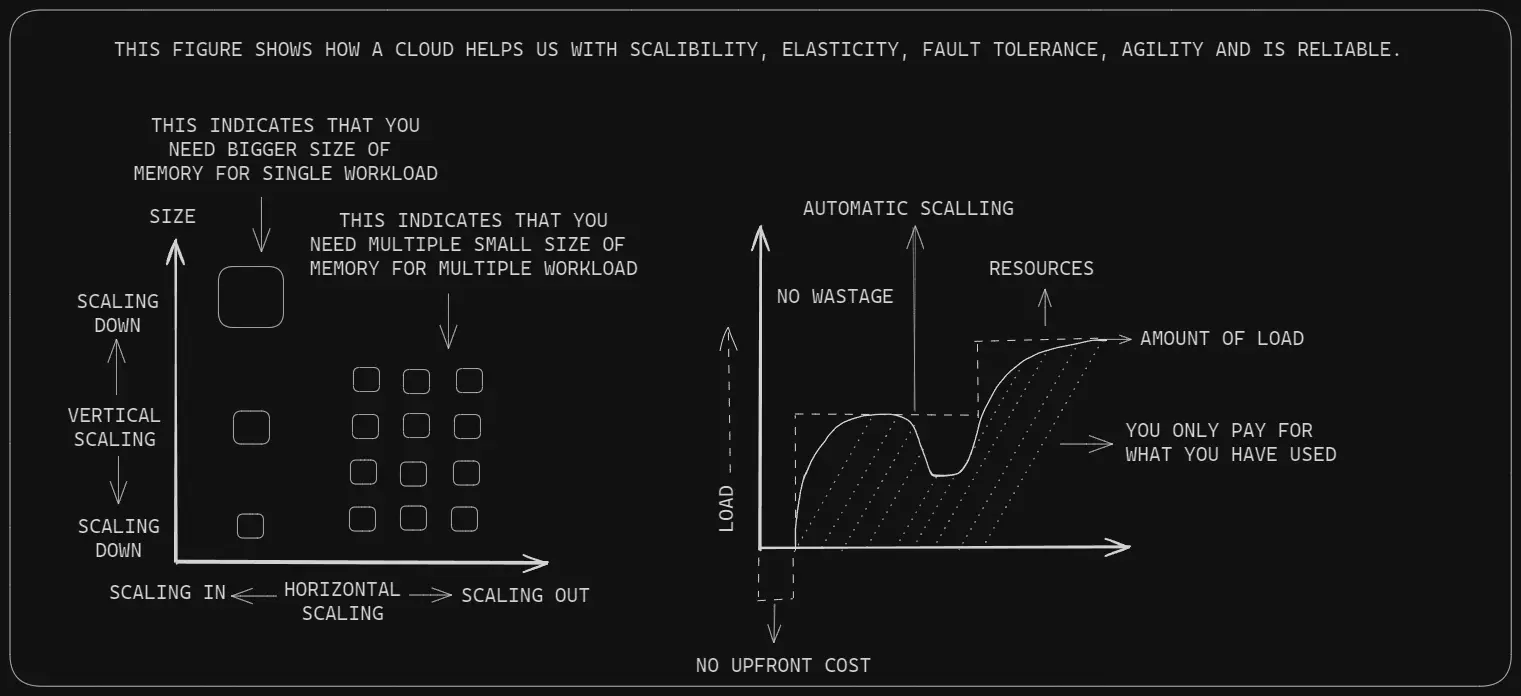 THIS FIGURE SHOWS HOW A CLOUD HELPS US WITH SCALIBILITY, ELASTICITY, FAULT TOLERANCE, AGILITY AND IS RELIABLE.
THIS INDICATES THAT YOU
NEED BIGGER SIZE OF
MEMORY FOR SINGLE WORKLOAD
SIZE
THIS INDICATES THAT YOU
NEED MULTIPLE SMALL SIZE OF
MEMORY FOR MULTIPLE WORKLOAD
SCALING
DOWN
VERTICAL
SCALING
SCALING
DOWN
SCALING IN
HORIZONTAL
SCALING
SCALING OUT
AUTOMATIC SCALLING
RESOURCES
NO WASTAGE
AMOUNT OF LOAD
YOU ONLY PAY FOR
WHAT YOU HAVE USED
LOAD
NO UPFRONT COST